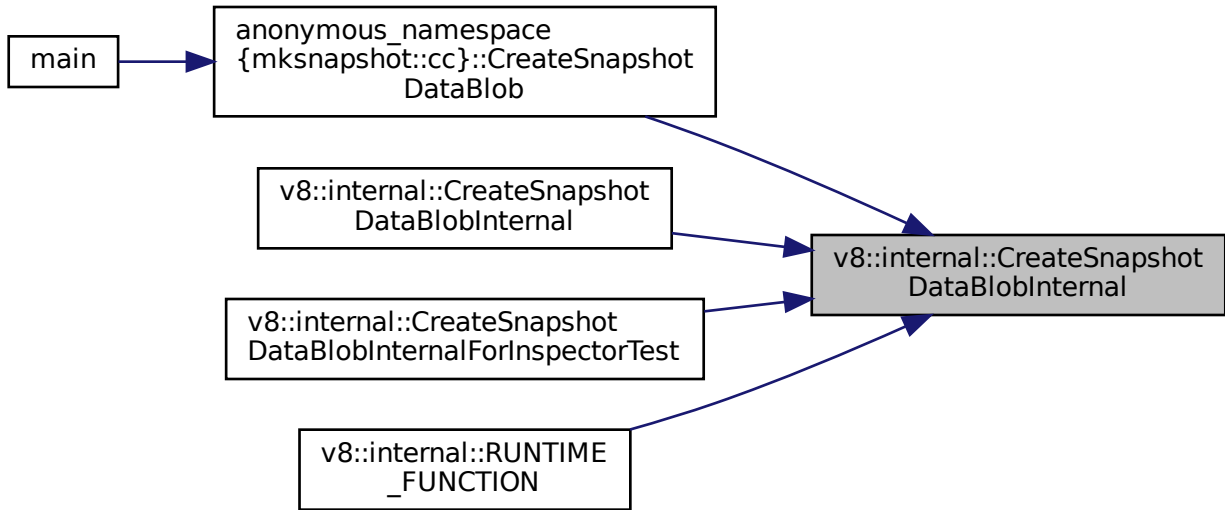 main
anonymous_namespace
{mksnapshot::cc}::CreateSnapshot
DataBlob
v8::internal::CreateSnapshot
DataBlobInternal
v8::internal::CreateSnapshot
DataBlobInternalForInspectorTest
v8::internal::RUNTIME
_FUNCTION
v8::internal::CreateSnapshot
DataBlobInternal